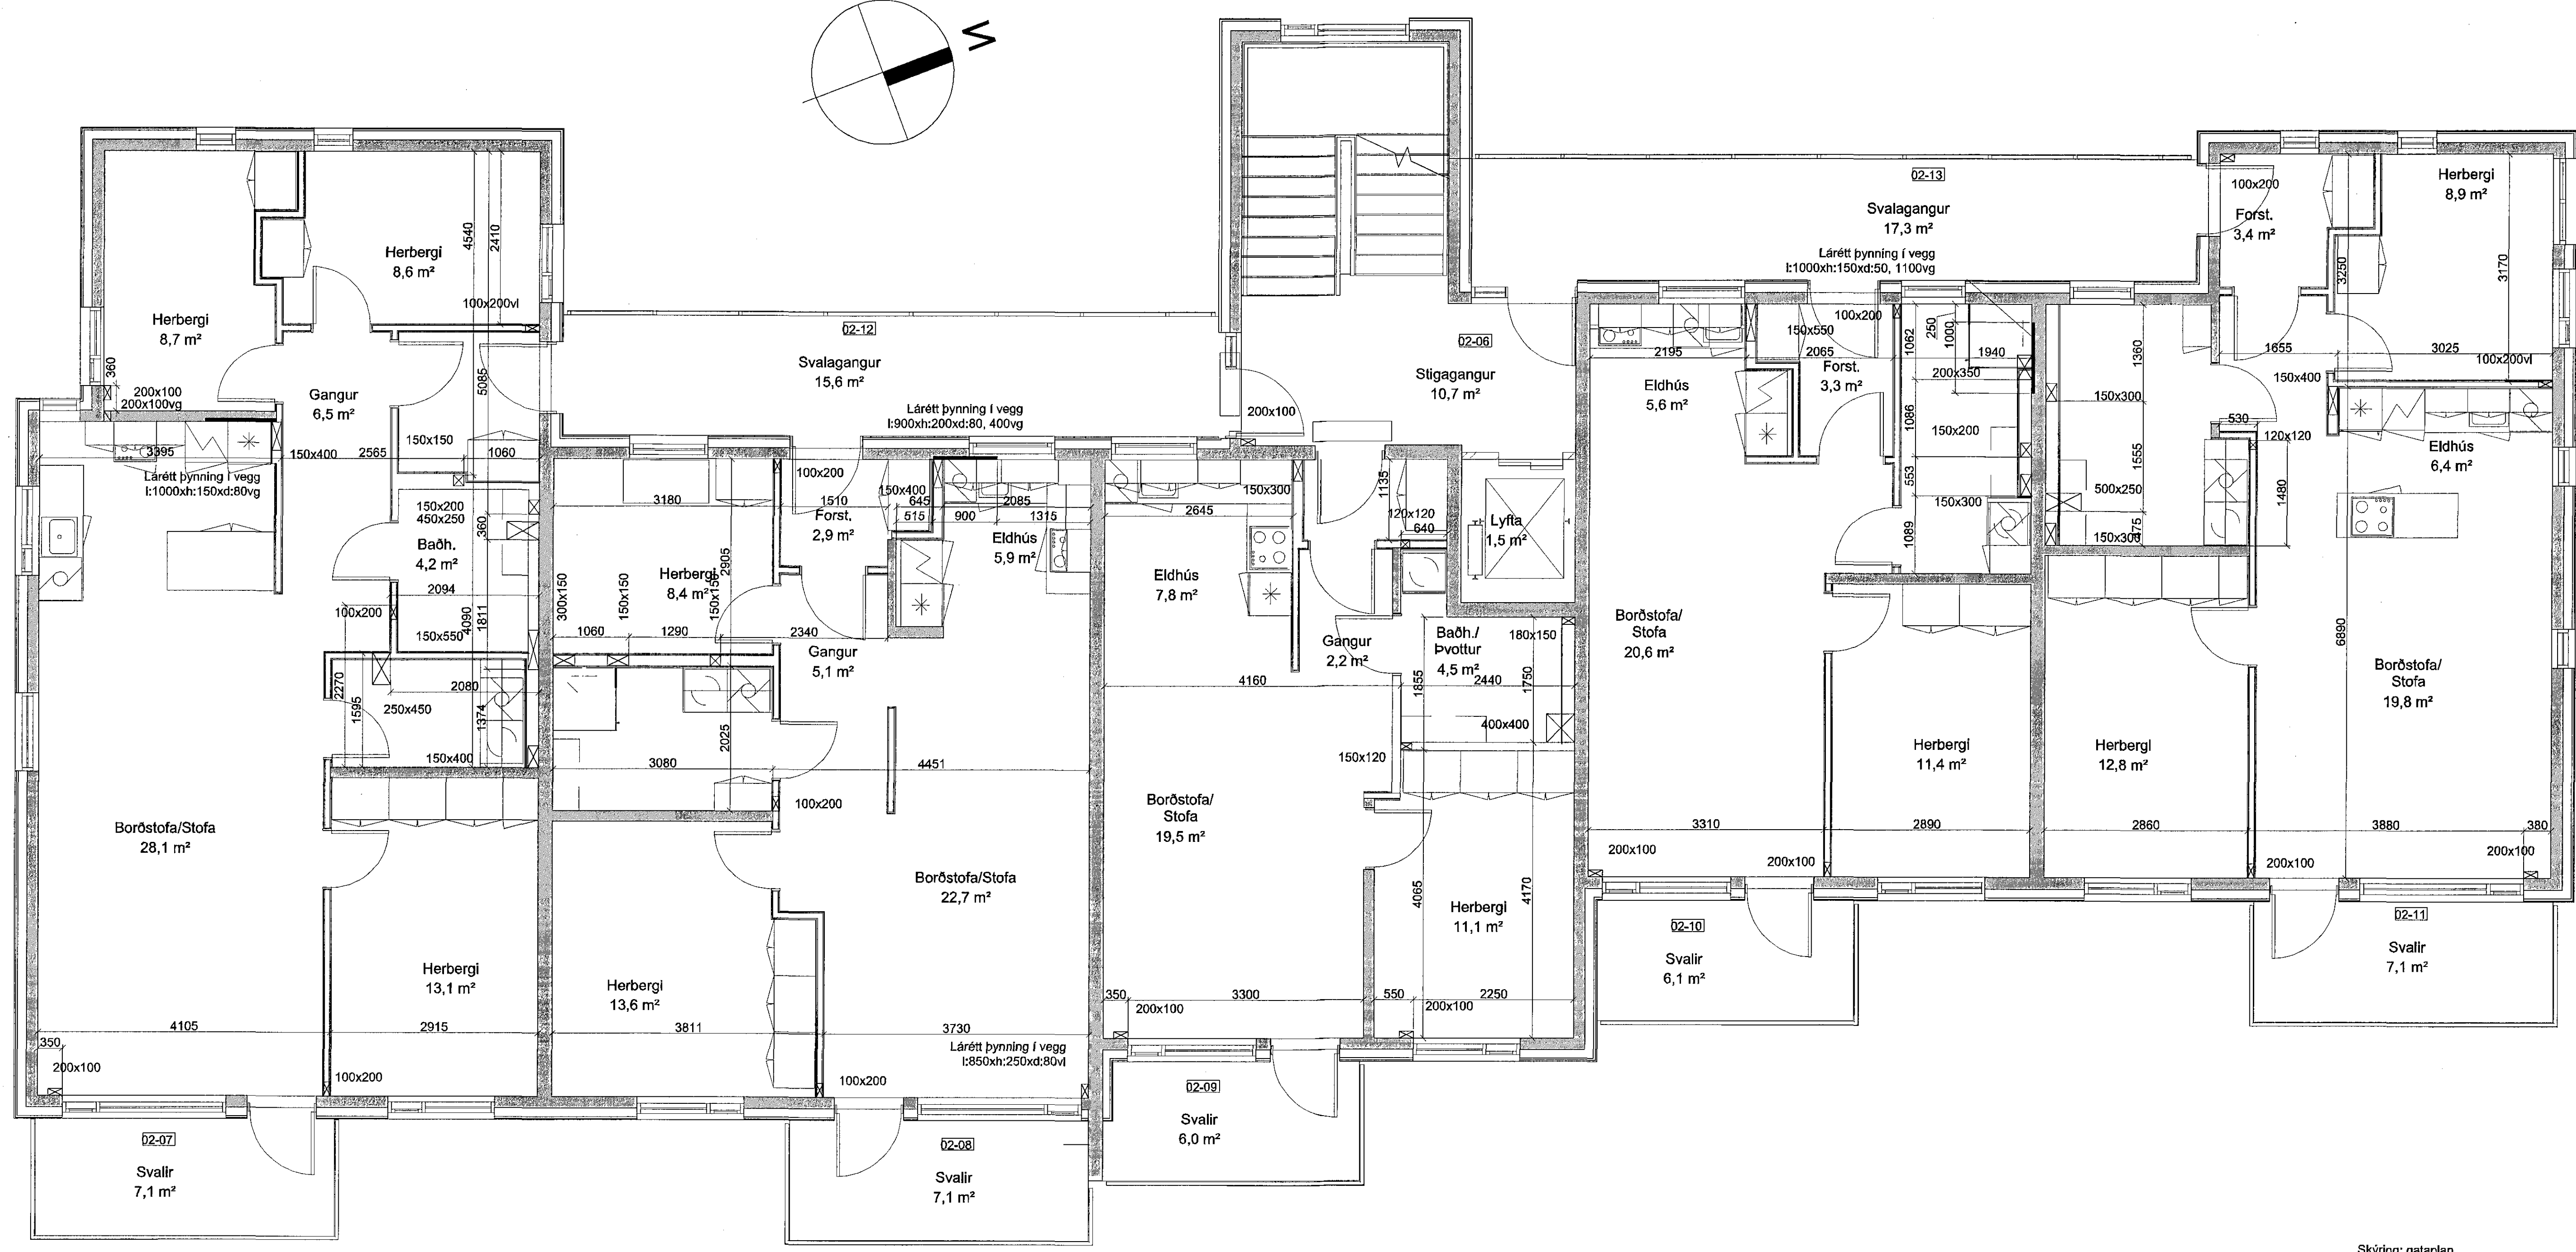 N
02-13
Svalagangur
17,3 m²
Lárétt þynning í vegg
l:1000xh:150xd:50, 1100vg
100x200
Forst.
3,4 m²
Herbergi
8,9 m²
3250
3170
1655
3025
100x200vl
150x400
Herbergi
8,6 m²
4540
2410
100x200vl
Herbergi
8,7 m²
360
200x100
200x100vg
Gangur
6,5 m²
5085
3395
150x400
2565
150x150
1060
Lárétt þynning í vegg
l:1000xh:150xd:80vg
150x200
450x250
360
Baðh.
4,2 m²
2094
100x200
4090
1811
150x550
2270
1595
2080
250x450
1374
150x400
Borðstofa/Stofa
28,1 m²
Herbergi
13,1 m²
4105
2915
350
200x100
100x200
02-07
Svalir
7,1 m²
02-12
Svalagangur
15,6 m²
Lárétt þynning í vegg
l:900xh:200xd:80, 400vg
3180
100x200
1510
Forst.
2,9 m²
150x400
645
2085
515
900
1315
Eldhús
5,9 m²
2905
Herbergi
8,4 m²
300x150
150x150
150x150
1060
1290
2340
Gangur
5,1 m²
2025
3080
4451
100x200
Borðstofa/Stofa
22,7 m²
Herbergi
13,6 m²
3811
3730
Lárétt þynning í vegg
l:850xh:250xd:80vl
100x200
02-08
Svalir
7,1 m²
02-06
Stigagangur
10,7 m²
200x100
150x300
2645
1135
120x120
640
Lyfta
1,5 m²
Eldhús
7,8 m²
Gangur
2,2 m²
Baðh./
Þvottur
4,5 m²
180x150
4160
1855
2440
1750
400x400
150x120
Borðstofa/
Stofa
19,5 m²
4065
4170
Herbergi
11,1 m²
350
3300
550
2250
200x100
200x100
02-09
Svalir
6,0 m²
2195
150x550
100x200
2065
Eldhús
5,6 m²
Forst.
3,3 m²
1062
250
1000
1940
200x350
1086
150x200
553
150x300
1089
Borðstofa/
Stofa
20,6 m²
Herbergi
11,4 m²
3310
2890
200x100
200x100
02-10
Svalir
6,1 m²
1360
150x300
530
120x120
1555
500x250
1480
150x300
Eldhús
6,4 m²
6890
Borðstofa/
Stofa
19,8 m²
Herbergi
12,8 m²
2860
3880
380
200x100
200x100
02-11
Svalir
7,1 m²
Skýring: gataplan